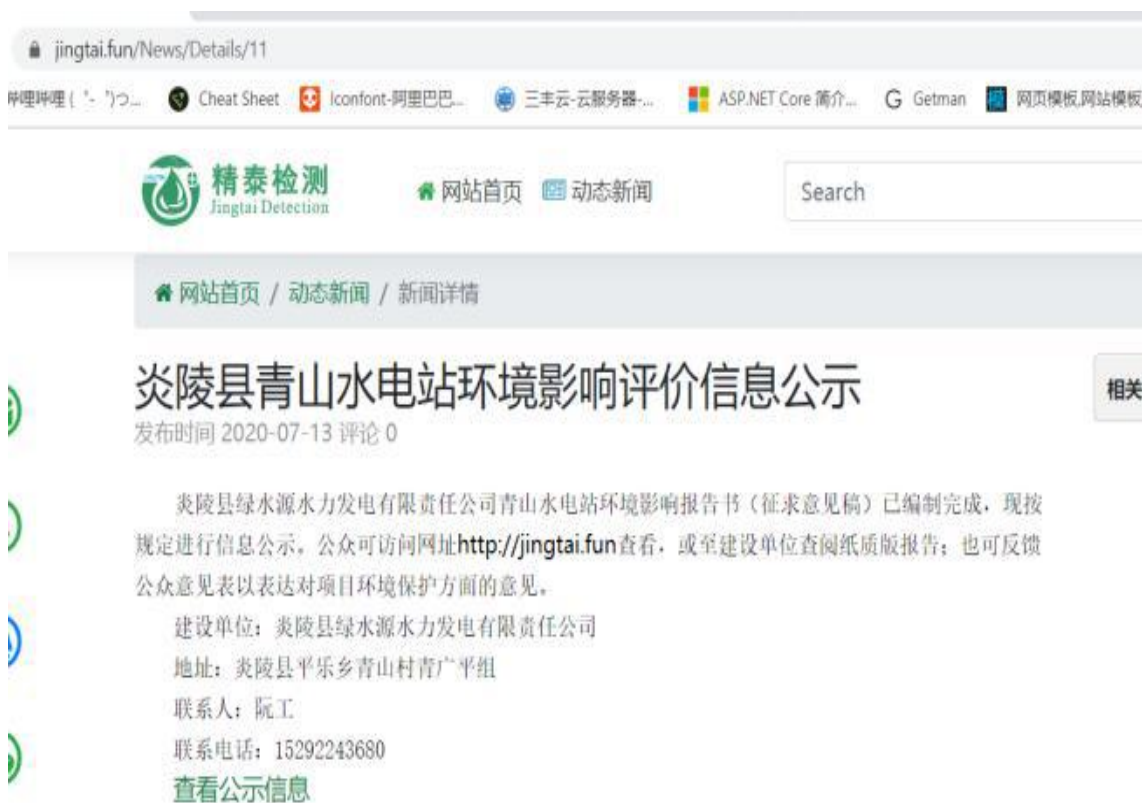 jingtai.fun/News/Details/11
哔哩哔哩 ( ゜- ゜)つ... Cheat Sheet Iconfont-阿里巴巴... 三丰云-云服务器-... ASP.NET Core 简介... G Getman 网页模板,网站模板
精泰检测 网站首页 动态新闻 Search
Jingtai Detection
网站首页 / 动态新闻 / 新闻详情
炎陵县青山水电站环境影响评价信息公示
相关
发布时间 2020-07-13 评论 0
炎陵县绿水源水力发电有限责任公司青山水电站环境影响报告书（征求意见稿）已编制完成，现按
规定进行信息公示。公众可访问网址http://jingtai.fun查看，或至建设单位查阅纸质版报告；也可反馈
公众意见表以表达对项目环境保护方面的意见。
建设单位：炎陵县绿水源水力发电有限责任公司
地址：炎陵县平乐乡青山村青广平组
联系人：阮工
联系电话：15292243680
查看公示信息